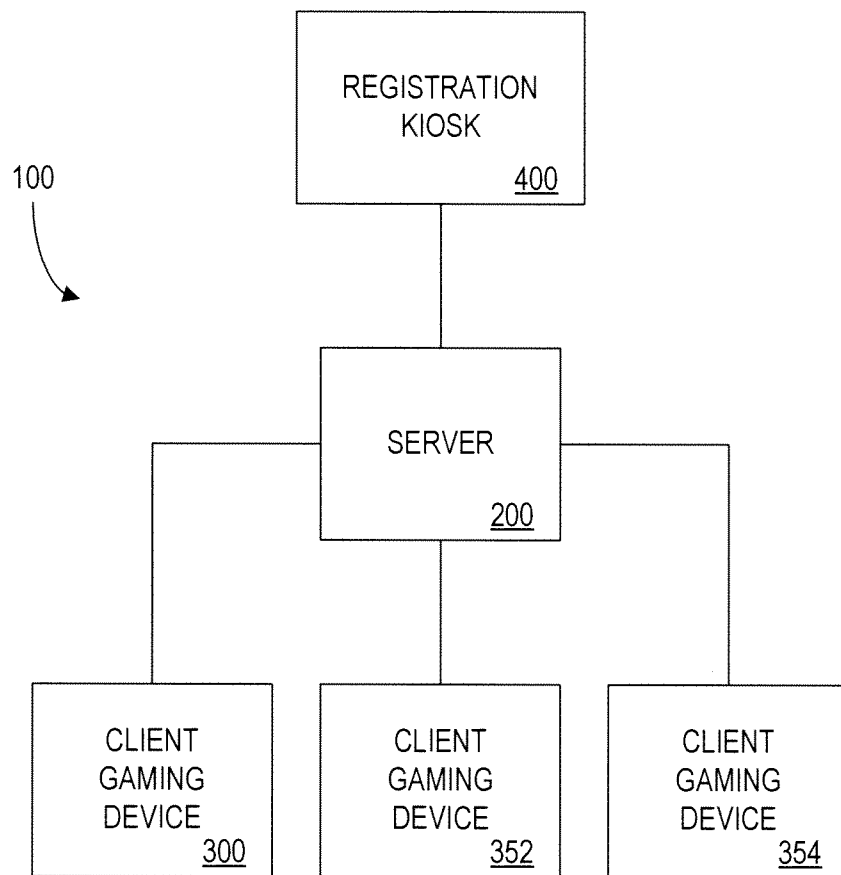 REGISTRATION
KIOSK
400
100
SERVER
200
CLIENT
GAMING
DEVICE
300
CLIENT
GAMING
DEVICE
352
CLIENT
GAMING
DEVICE
354